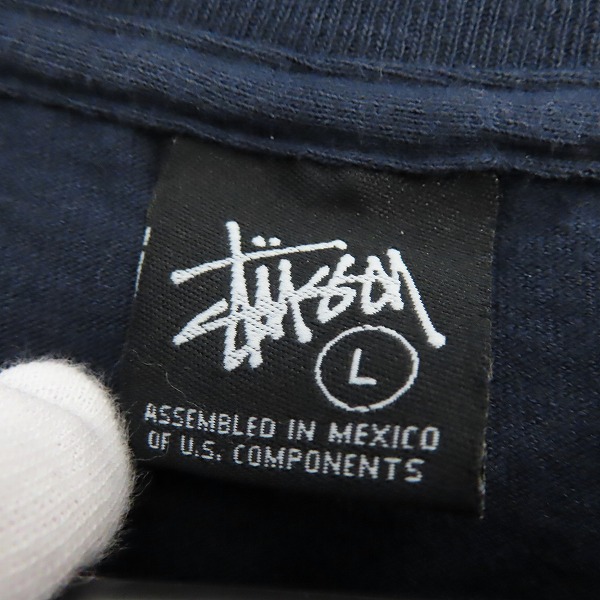 Stüssy
L
ASSEMBLED IN MEXICO
OF U.S. COMPONENTS